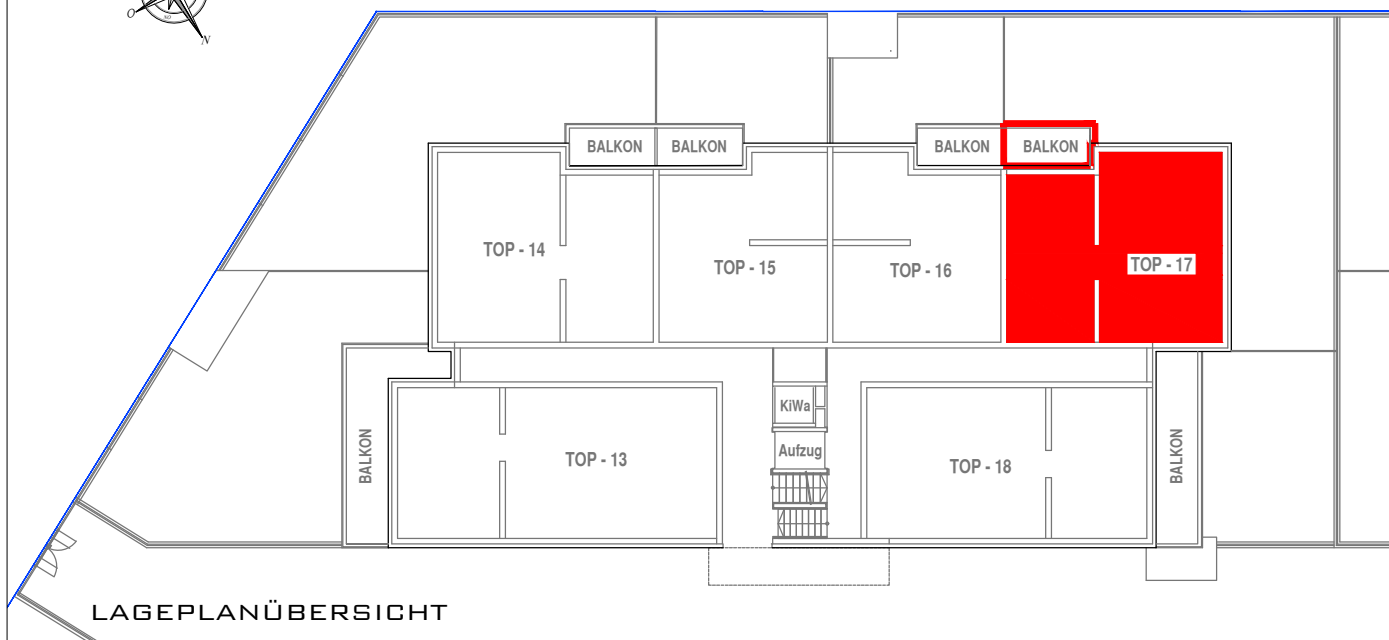 O
NO
N
BALKON BALKON BALKON BALKON
TOP - 14
TOP - 15
TOP - 16
TOP - 17
KiWa
Aufzug
BALKON
TOP - 13
TOP - 18
BALKON
LAGEPLANÜBERSICHT